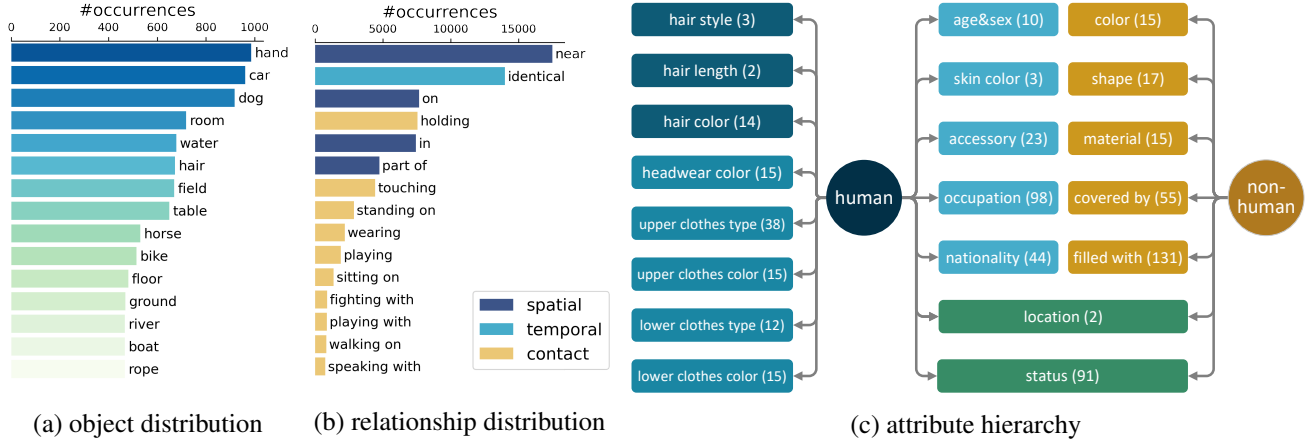 #occurrences
0 200 400 600 800 1000
hand
car
dog
room
water
hair
field
table
horse
bike
floor
ground
river
boat
rope
(a) object distribution
#occurrences
0 5000 10000 15000
near
identical
on
holding
in
part of
touching
standing on
wearing
playing
sitting on
fighting with
playing with
walking on
speaking with
spatial
temporal
contact
(b) relationship distribution
hair style (3)
hair length (2)
hair color (14)
headwear color (15)
upper clothes type (38)
upper clothes color (15)
lower clothes type (12)
lower clothes color (15)
human
age&sex (10)
skin color (3)
accessory (23)
occupation (98)
nationality (44)
color (15)
shape (17)
material (15)
covered by (55)
filled with (131)
location (2)
status (91)
non-
human
(c) attribute hierarchy